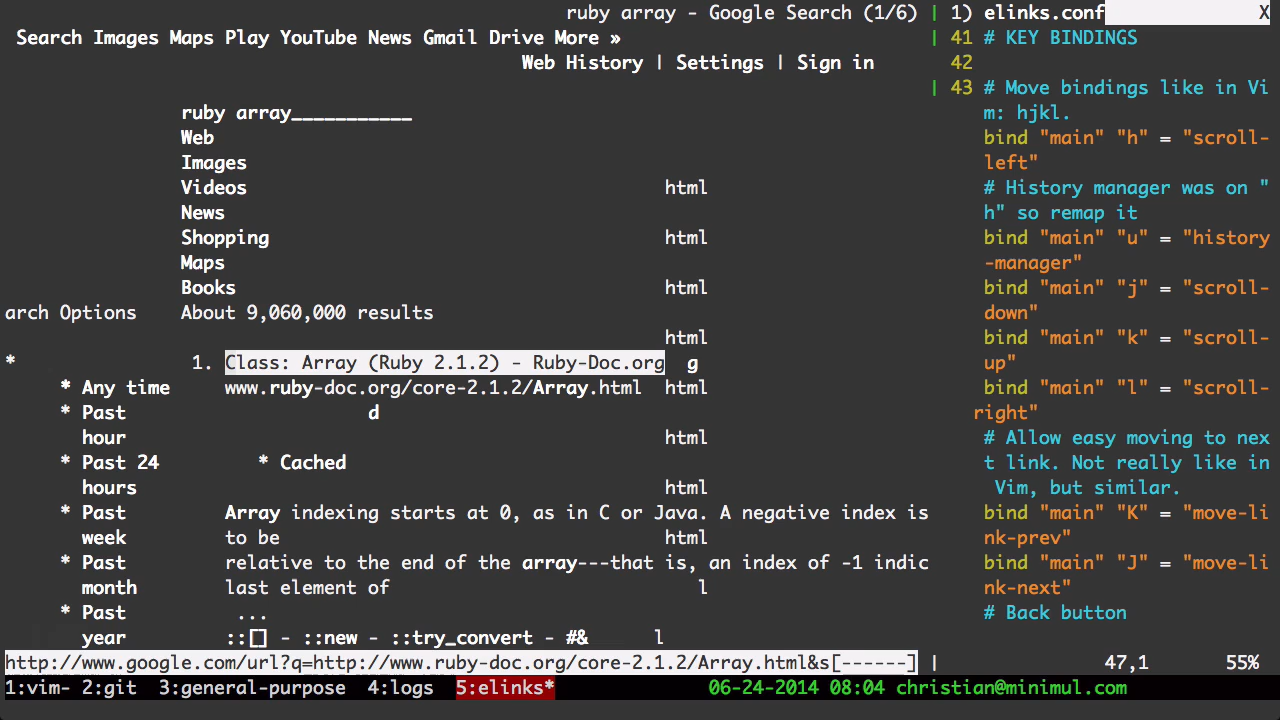 ruby array - Google Search (1/6) | 1) elinks.conf X
Search Images Maps Play YouTube News Gmail Drive More »
Web History | Settings | Sign in
ruby array___________
Web
Images
Videos html
News
Shopping html
Maps
Books html
arch Options About 9,060,000 results
html
* 1. Class: Array (Ruby 2.1.2) - Ruby-Doc.org g
* Any time www.ruby-doc.org/core-2.1.2/Array.html html
* Past d
hour html
* Past 24 * Cached
hours html
* Past Array indexing starts at 0, as in C or Java. A negative index is
week to be html
* Past relative to the end of the array---that is, an index of -1 indic
month last element of l
* Past ...
year ::[] - ::new - ::try_convert - #& l
http://www.google.com/url?q=http://www.ruby-doc.org/core-2.1.2/Array.html&s[------]
| 41 # KEY BINDINGS
42
| 43 # Move bindings like in Vi
m: hjkl.
bind "main" "h" = "scroll-
left"
# History manager was on "
h" so remap it
bind "main" "u" = "history
-manager"
bind "main" "j" = "scroll-
down"
bind "main" "k" = "scroll-
up"
bind "main" "l" = "scroll-
right"
# Allow easy moving to nex
t link. Not really like in
Vim, but similar.
bind "main" "K" = "move-li
nk-prev"
bind "main" "J" = "move-li
nk-next"
# Back button
| 47,1 55%
1:vim- 2:git 3:general-purpose 4:logs 5:elinks* 06-24-2014 08:04 christian@minimul.com